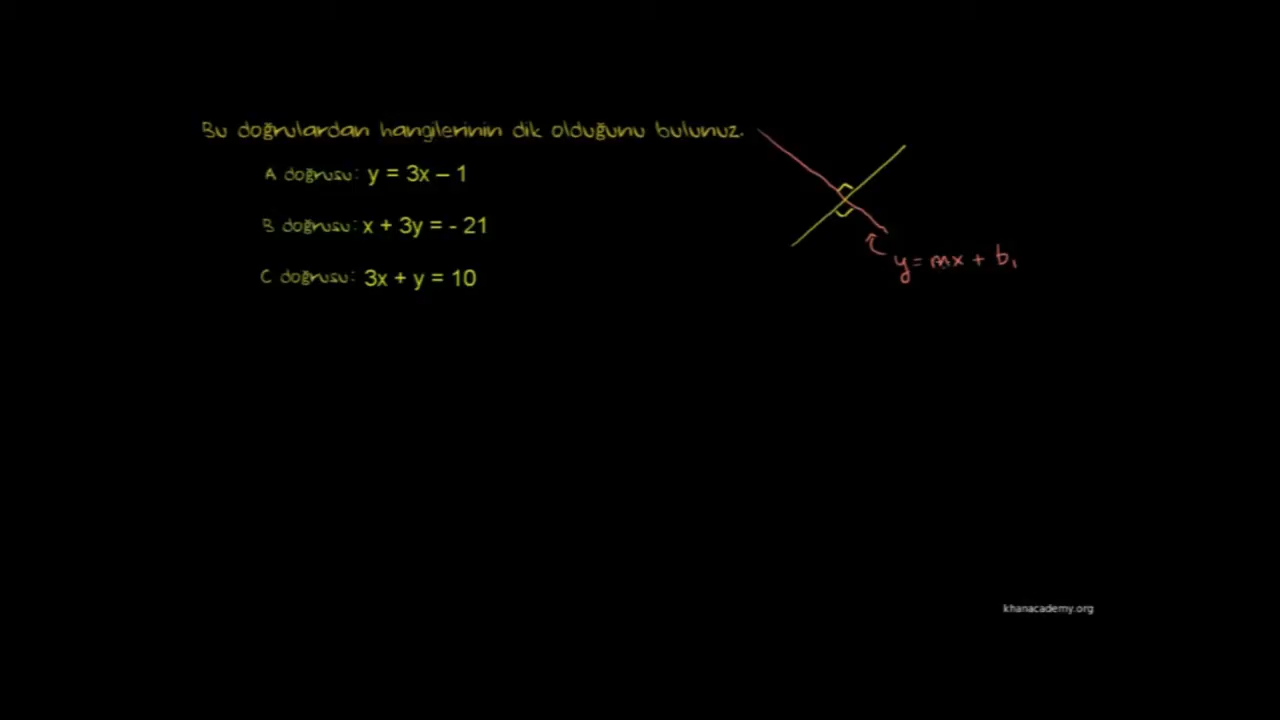 Bu doğrulardan hangilerinin dik olduğunu bulunuz.
A doğrusu: y = 3x – 1
B doğrusu: x + 3y = - 21
C doğrusu: 3x + y = 10
y = mx + b₁
khanacademy.org